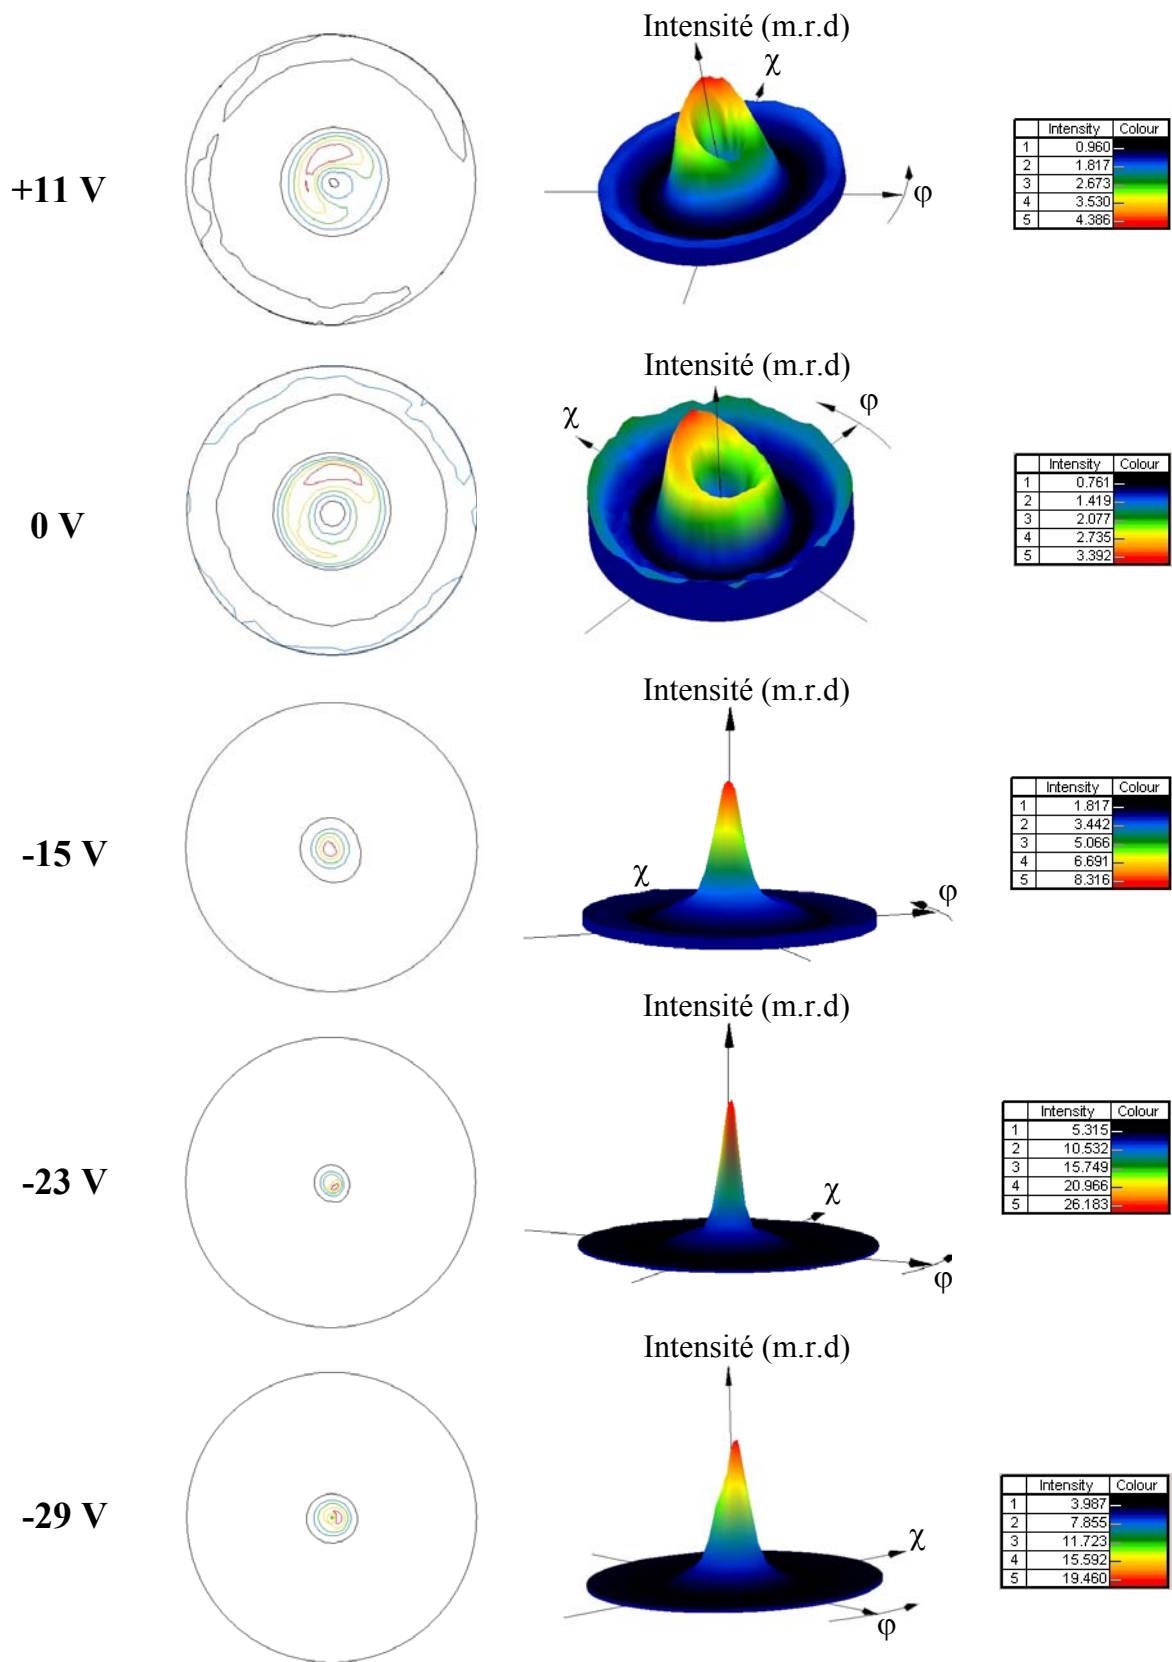 Intensité (m.r.d)
χ
+11 V
φ
Intensity Colour
1 0.960
2 1.817
3 2.673
4 3.530
5 4.386
Intensité (m.r.d)
φ
χ
0 V
Intensity Colour
1 0.761
2 1.419
3 2.077
4 2.735
5 3.392
Intensité (m.r.d)
-15 V
χ
φ
Intensity Colour
1 1.817
2 3.442
3 5.066
4 6.691
5 8.316
Intensité (m.r.d)
-23 V
χ
φ
Intensity Colour
1 5.315
2 10.532
3 15.749
4 20.966
5 26.183
Intensité (m.r.d)
-29 V
χ
φ
Intensity Colour
1 3.987
2 7.855
3 11.723
4 15.592
5 19.460